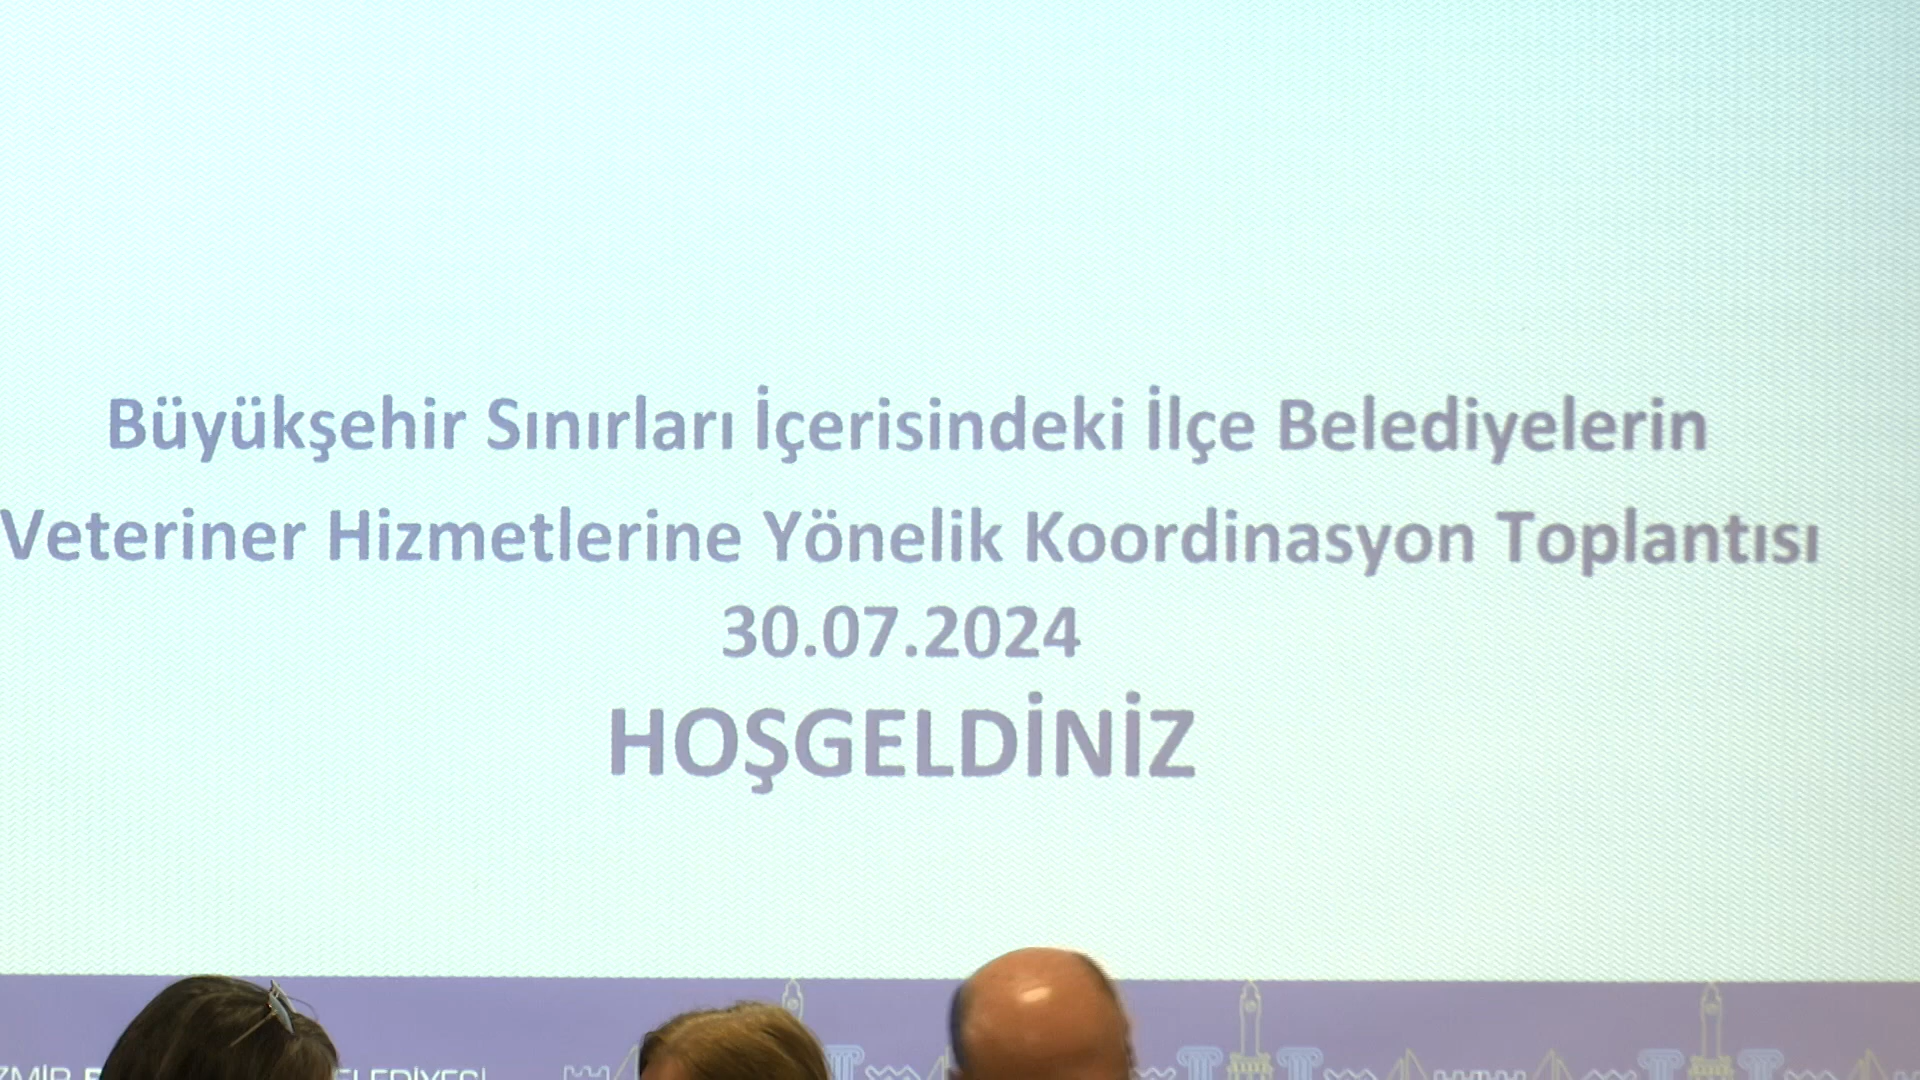 Büyükşehir Sınırları İçerisindeki İlçe Belediyelerin
Veteriner Hizmetlerine Yönelik Koordinasyon Toplantısı
30.07.2024
HOŞGELDİNİZ